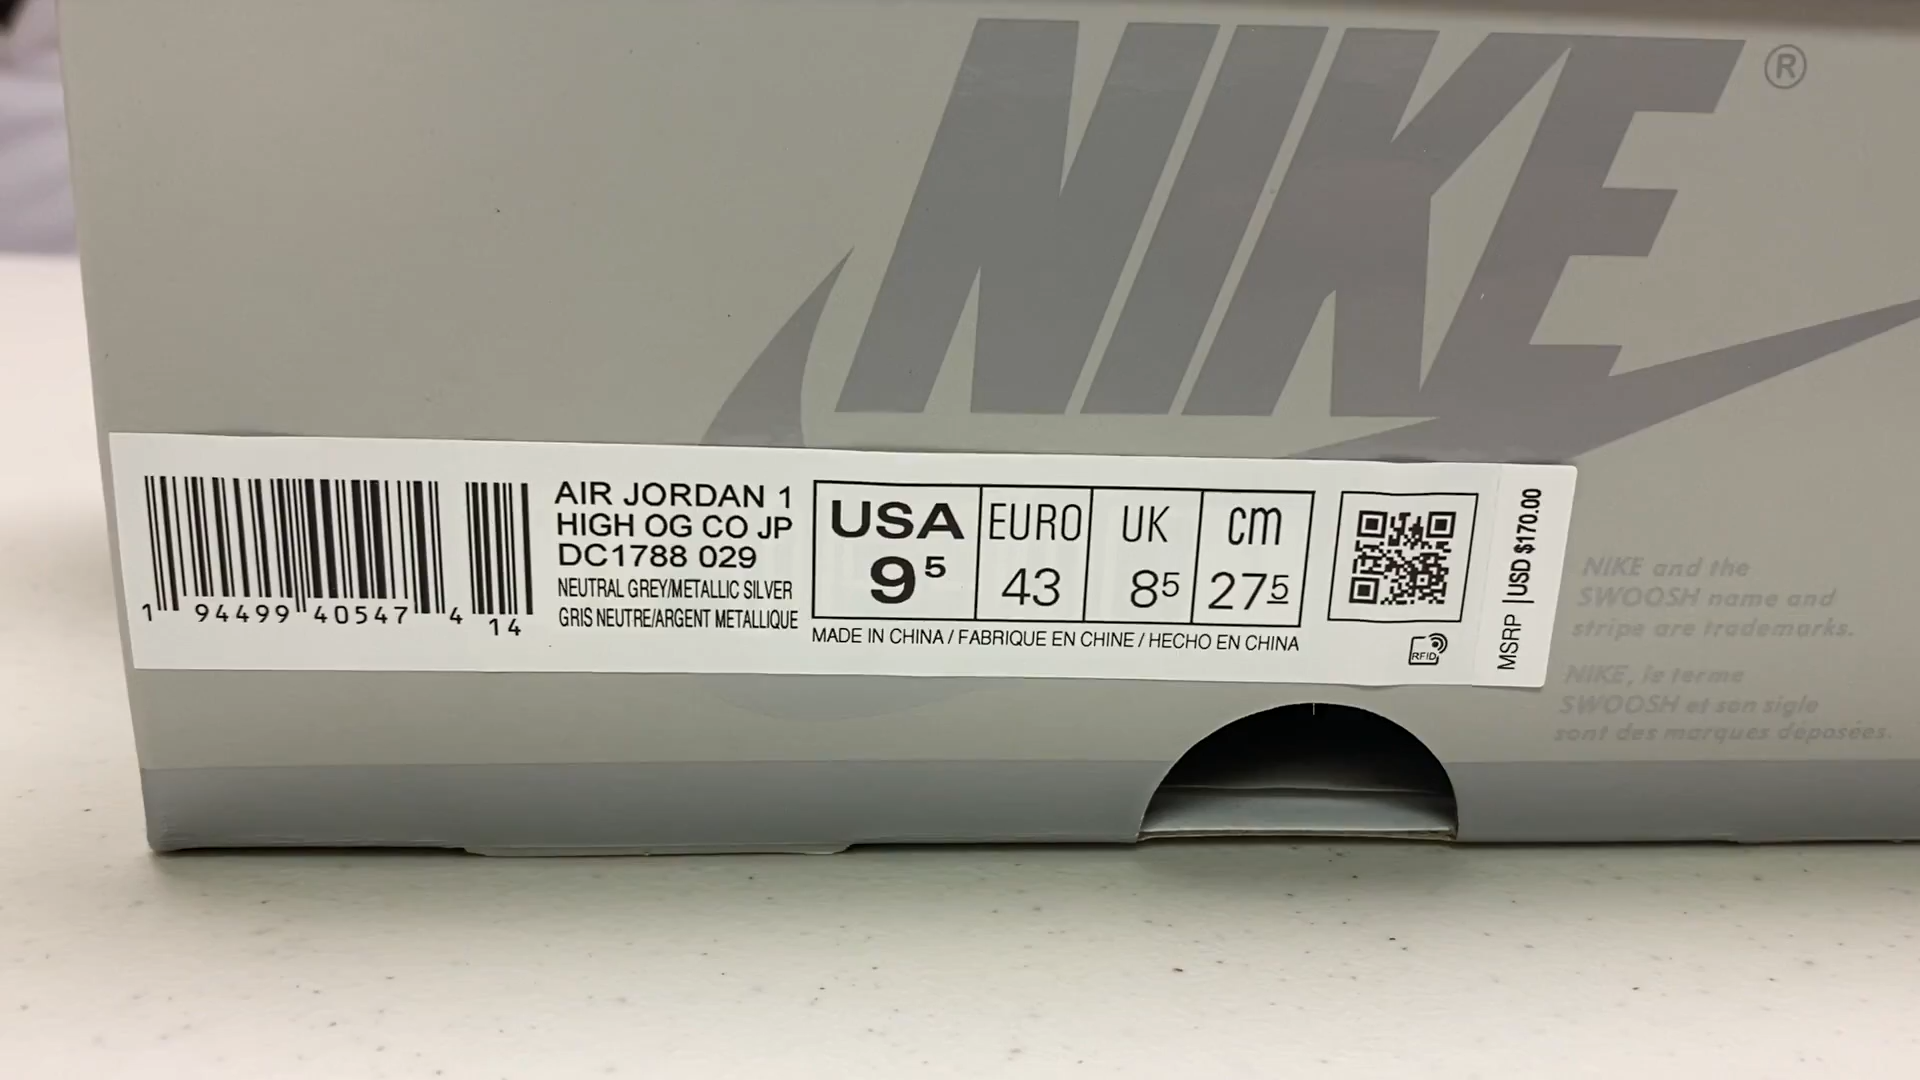 NIKE ®
AIR JORDAN 1
HIGH OG CO JP
DC1788 029
NEUTRAL GREY/METALLIC SILVER
GRIS NEUTRE/ARGENT METALLIQUE
1 94499 40547 4 14
USA EURO UK cm
9⁵ 43 8⁵ 27⁵
MADE IN CHINA / FABRIQUE EN CHINE / HECHO EN CHINA
RFID
MSRP |USD $170.00
NIKE and the
SWOOSH name and
stripe are trademarks.
NIKE, le terme
SWOOSH et son sigle
sont des marques déposées.